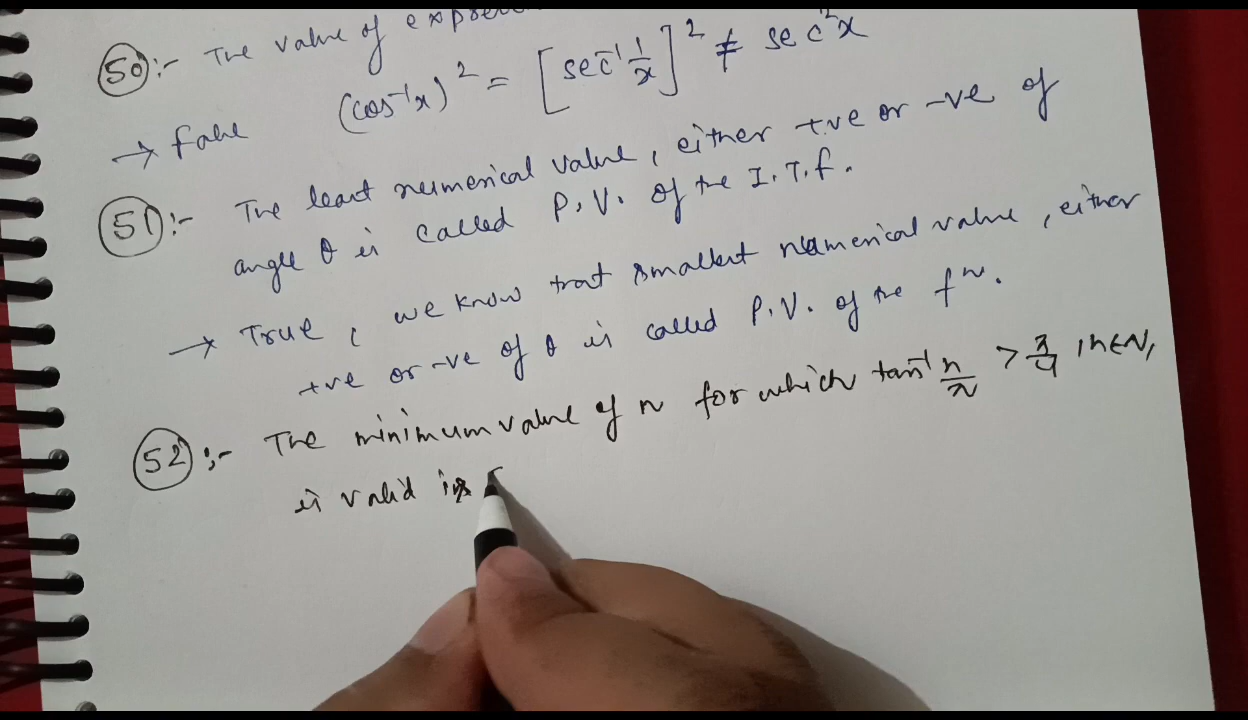 50 :- The value of expre
→ false (cos⁻¹x)² = [sec⁻¹ 1/x]² ≠ sec²x
51 :- The least numerical value, either +ve or -ve of
angle θ is called P.V. of the I.T.f.
→ True, we know that smallest numerical value, either
+ve or -ve of θ is called P.V. of the fⁿ.
52 :- The minimum value of n for which tan⁻¹ n/π > π/4, n∈N,
is valid is 5